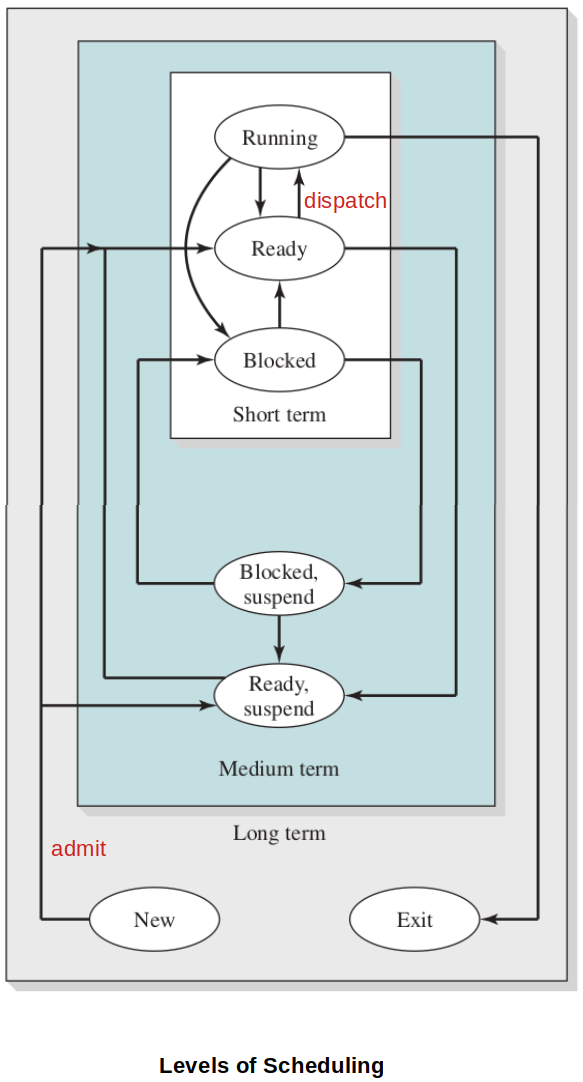 Running
dispatch
Ready
Blocked
Short term
Blocked,
suspend
Ready,
suspend
Medium term
Long term
admit
New
Exit
Levels of Scheduling